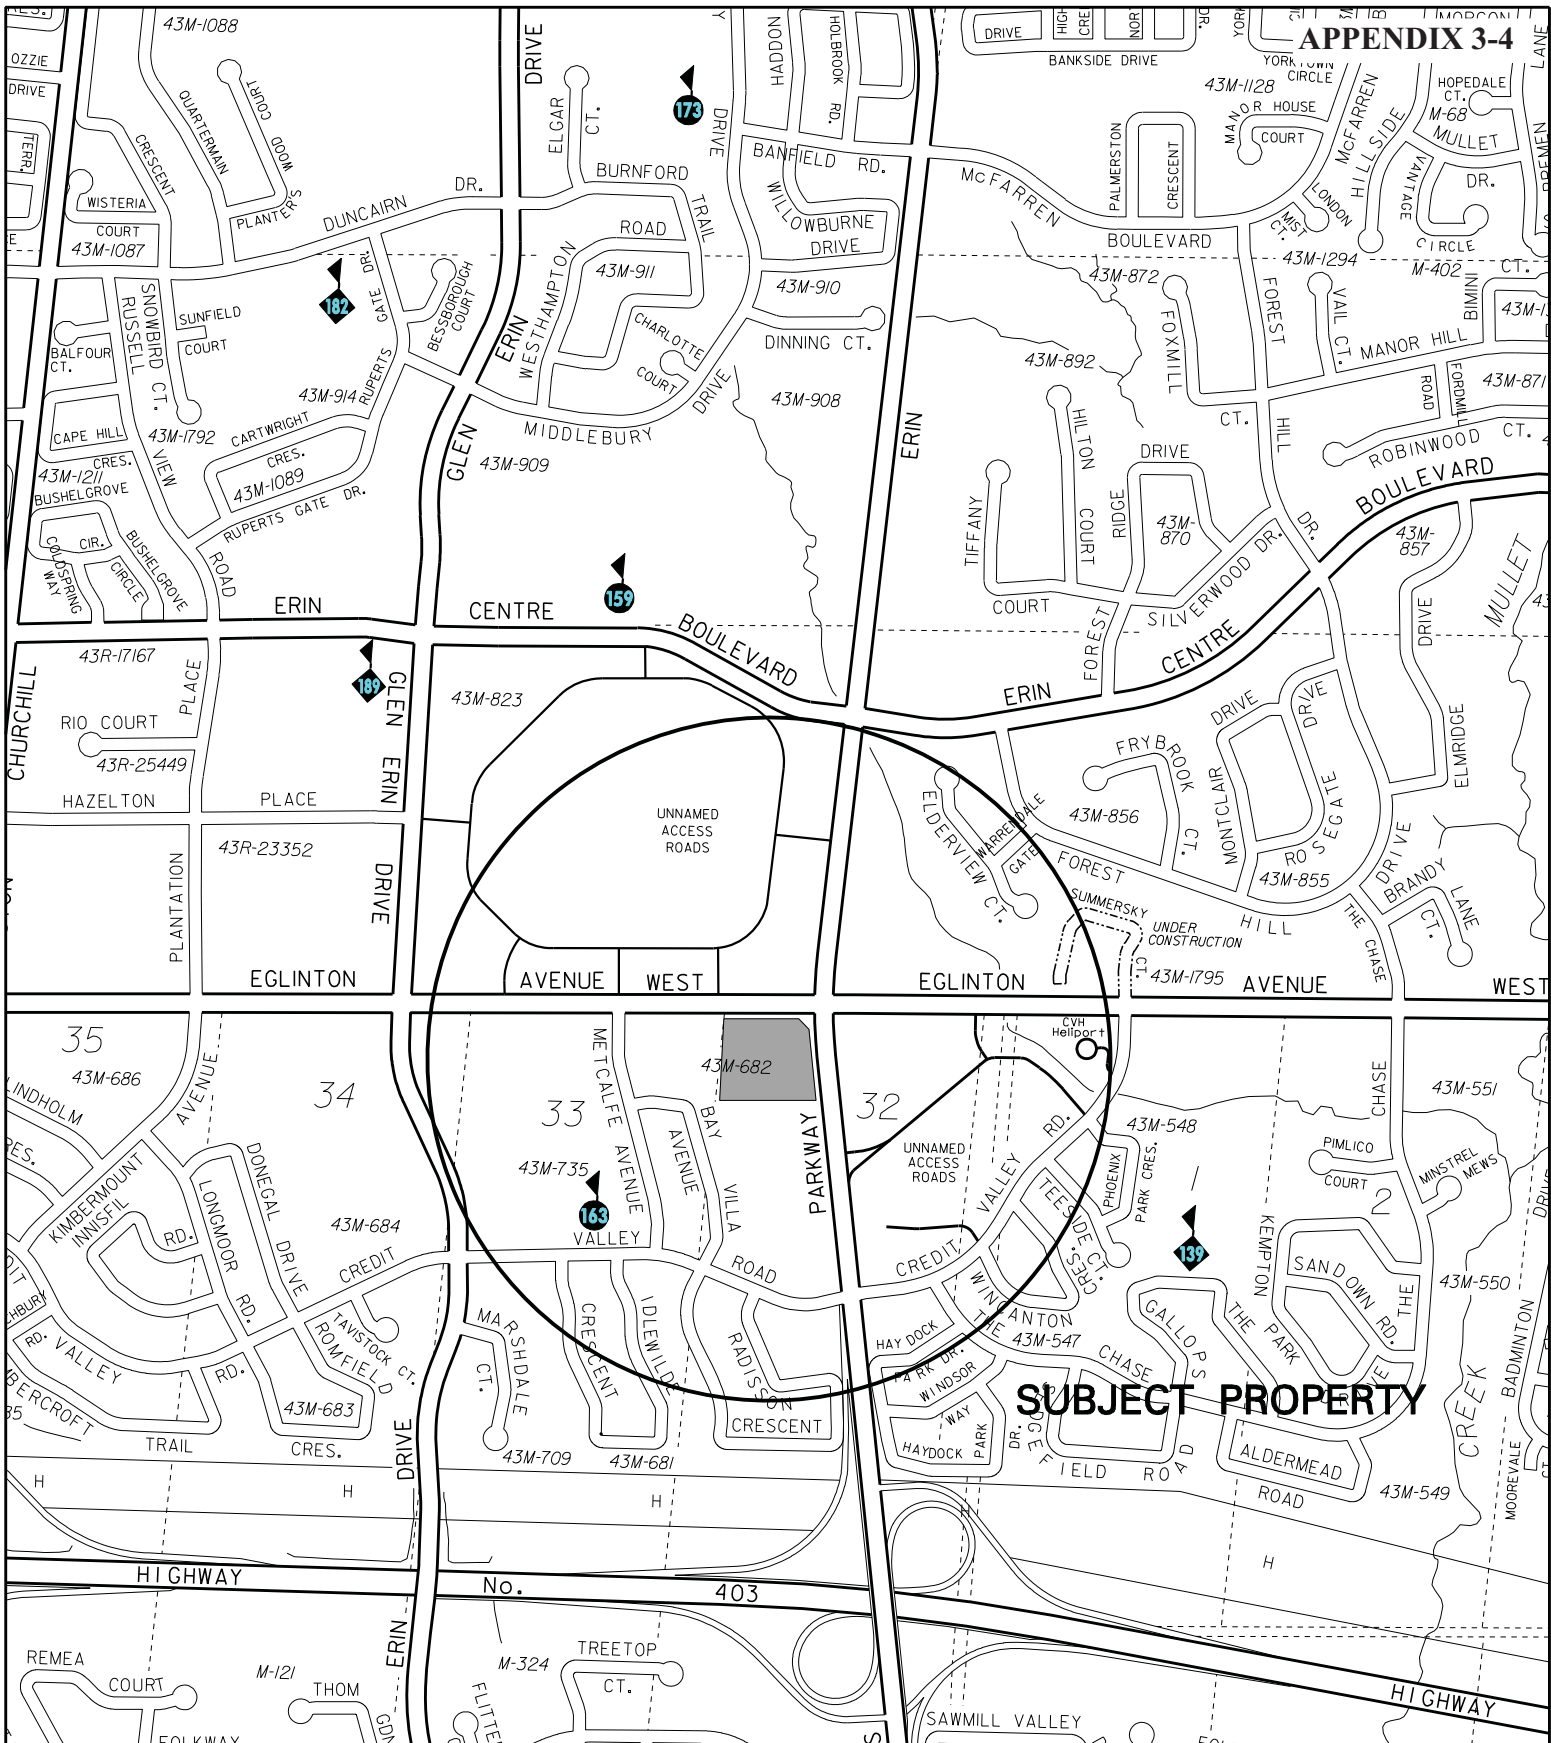 APPENDIX 3-4
43M-1088
OZZIE
DRIVE
TERR.
QUARTERMAIN
WOOD COURT
CRESCENT
PLANTER'S
WISTERIA
COURT
43M-1087
DUNCAIRN
DR.
DRIVE
ELGAR
CT.
173
HADDON
DRIVE
HOLBROOK
RD.
BANFIELD RD.
BURNFORD
TRAIL
ROAD
WILLOWBURNE
DRIVE
43M-911
43M-910
WESTHAMPTON
CHARLOTTE
COURT
DINNING CT.
DRIVE
MIDDLEBURY
43M-908
43M-909
DRIVE
HIGH
CRE
NOR
DR.
YORK
BANKSIDE DRIVE
YORKTOWN
CIRCLE
43M-1128
MANOR HOUSE
COURT
McFARREN
HILLSIDE
HOPEDALE
CT.
M-68
MULLET
DR.
LANE
BREMEN
VANTAGE
CIRCLE
M-402
PALMERSTON
CRESCENT
McFARREN
BOULEVARD
LONDON
MIST
CT.
43M-1294
43M-872
FOXMILL
CT.
FOREST
HILL
DR.
VAIL CT.
MANOR HILL
CT.
BIMINI
CT.
43M-1
43M-871
ROAD
FORDMILL
ROBINWOOD
43M-892
HILTON
COURT
TIFFANY
COURT
RIDGE
DRIVE
FOREST
43M-
870
SILVERWOOD DR.
182
GATE DR.
RUPERTS
BESSBOROUGH
COURT
SNOWBIRD CT.
RUSSELL
VIEW
ROAD
SUNFIELD
COURT
BALFOUR
CT.
43M-914
CARTWRIGHT
CRES.
43M-1089
RUPERTS GATE DR.
43M-1792
CAPE HILL
CRES.
43M-1211
BUSHELGROVE
CIR.
COLDSPRING
WAY
BUSHELGROVE
CIRCLE
GLEN
ERIN
ERIN
159
ERIN
CENTRE
BOULEVARD
ERIN
CENTRE
BOULEVARD
43M-
857
MULLET
DRIVE
ELMRIDGE
43R-17167
CHURCHILL
PLACE
RIO COURT
43R-25449
HAZELTON
PLACE
43R-23352
PLANTATION
189
GLEN
ERIN
DRIVE
43M-823
UNNAMED
ACCESS
ROADS
ELDERVIEW CT.
WARRENDALE
GATE
FRYBROOK
CT.
43M-856
DRIVE
DRIVE
MONTCLAIR
ROSEGATE
43M-855
FOREST
HILL
DRIVE
BRANDY
LANE
CT.
THE CHASE
SUMMERSKY
CT.
UNDER
CONSTRUCTION
43M-1795
EGLINTON
AVENUE
WEST
EGLINTON
AVENUE
WEST
35
43M-686
LINDHOLM
34
33
METCALFE AVENUE
43M-682
32
CVH
Heliport
CHASE
43M-551
AVENUE
KIMBERMOUNT
INNISFIL
RD.
DONEGAL
DRIVE
LONGMOOR
RD.
43M-684
CREDIT
43M-735
163
VALLEY
BAY
VILLA
AVENUE
ROAD
PARKWAY
UNNAMED
ACCESS
ROADS
CREDIT
VALLEY
RD.
43M-548
PHOENIX
PARK CRES.
TEESIDE CT.
CRES.
139
PIMLICO
COURT
MINSTREL
MEWS
2
KEMPTON
PARK
SANDOWN RD.
THE
43M-550
DRIVE
VALLEY
RD.
RD.
TAVISTOCK CT.
ROMFIELD
43M-683
CRES.
TRAIL
MARSHDALE
CT.
CRESCENT
IDLEWILDE
RADISSON
CRESCENT
43M-709
43M-681
DRIVE
WINCANTON
43M-547
HAYDOCK
PARK DR.
WINDSOR
WAY
HAYDOCK
PARK
DR.
THE
CHASE
GALLOPS
THE
SUBJECT PROPERTY
IELD ROAD
ALDERMEAD
ROAD
43M-549
CREEK
BADMINTON
DRIVE
MOOREVALE
H
H
H
H
H
HIGHWAY
No.
403
HIGHWAY
ERIN
REMEA
COURT
M-121
THOM
M-324
TREETOP
CT.
SAWMILL VALLEY